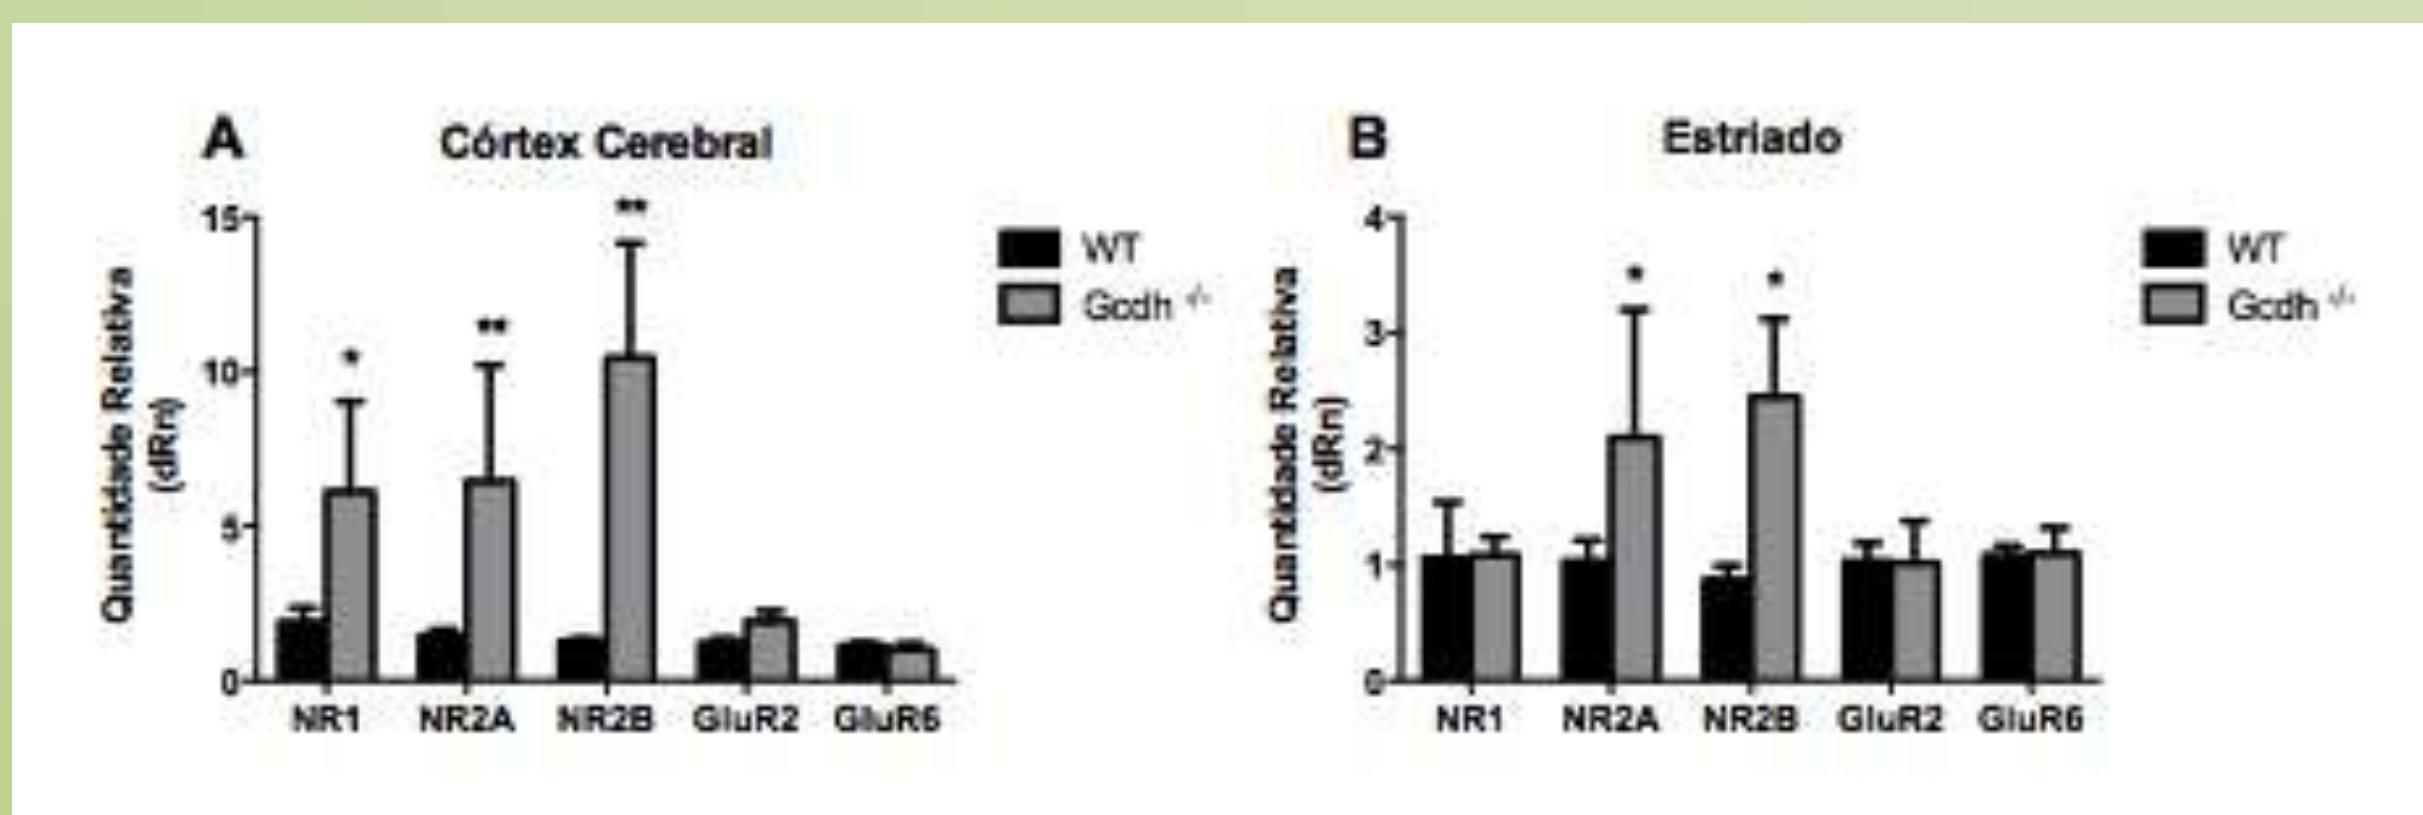 A
Córtex Cerebral
Quantidade Relativa
(dRn)
15
10
5
0
*
**
**
NR1 NR2A NR2B GluR2 GluR6
WT
Gcdh -/-
B
Estriado
Quantidade Relativa
(dRn)
4
3
2
1
0
*
*
NR1 NR2A NR2B GluR2 GluR6
WT
Gcdh -/-